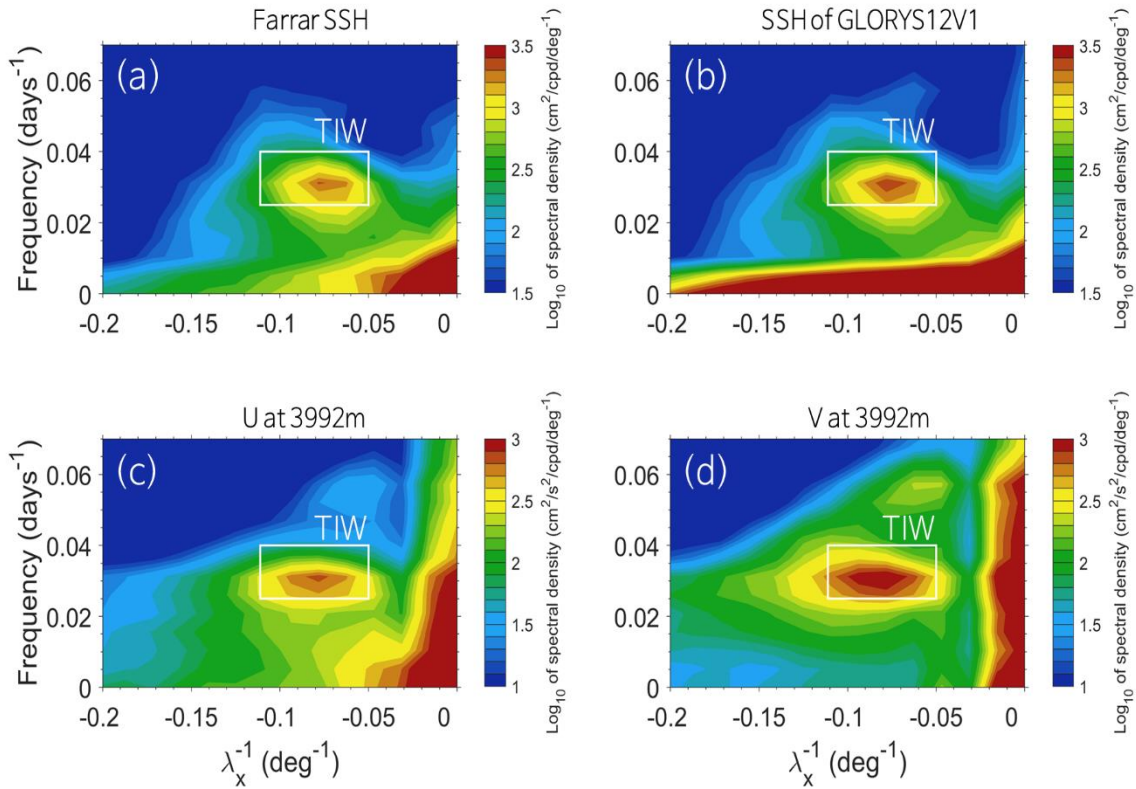 Farrar SSH
SSH of GLORYS12V1
(a)
TIW
Frequency (days⁻¹)
0.06
0.04
0.02
0
-0.2
-0.15
-0.1
-0.05
0
3.5
3
2.5
2
1.5
Log₁₀ of spectral density (cm²/cpd/deg⁻¹)
(b)
TIW
0.06
0.04
0.02
0
-0.2
-0.15
-0.1
-0.05
0
3.5
3
2.5
2
1.5
Log₁₀ of spectral density (cm²/cpd/deg⁻¹)
U at 3992m
V at 3992m
(c)
TIW
Frequency (days⁻¹)
0.06
0.04
0.02
0
-0.2
-0.15
-0.1
-0.05
0
λₓ⁻¹ (deg⁻¹)
3
2.5
2
1.5
1
Log₁₀ of spectral density (cm²/s²/cpd/deg⁻¹)
(d)
TIW
0.06
0.04
0.02
0
-0.2
-0.15
-0.1
-0.05
0
λₓ⁻¹ (deg⁻¹)
3
2.5
2
1.5
1
Log₁₀ of spectral density (cm²/s²/cpd/deg⁻¹)